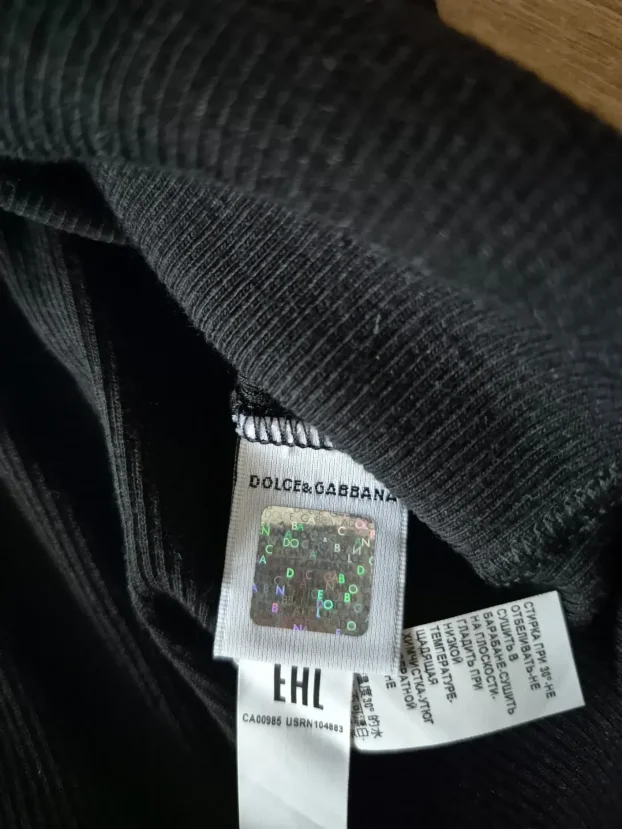 DOLCE&GABBANA
EHL
CA00985 USRN104883
СТИРКА ПРИ 30°-НЕ
ОТБЕЛИВАТЬ-НЕ
СУШИТЬ В
БАРАБАНЕ-СУШИТЬ
НА ПЛОСКОСТИ-
ГЛАДИТЬ ПРИ
НИЗКОЙ
ТЕМПЕРАТУРЕ-
ЩАДЯЩАЯ
ХИМЧИСТКА-УТЮГ